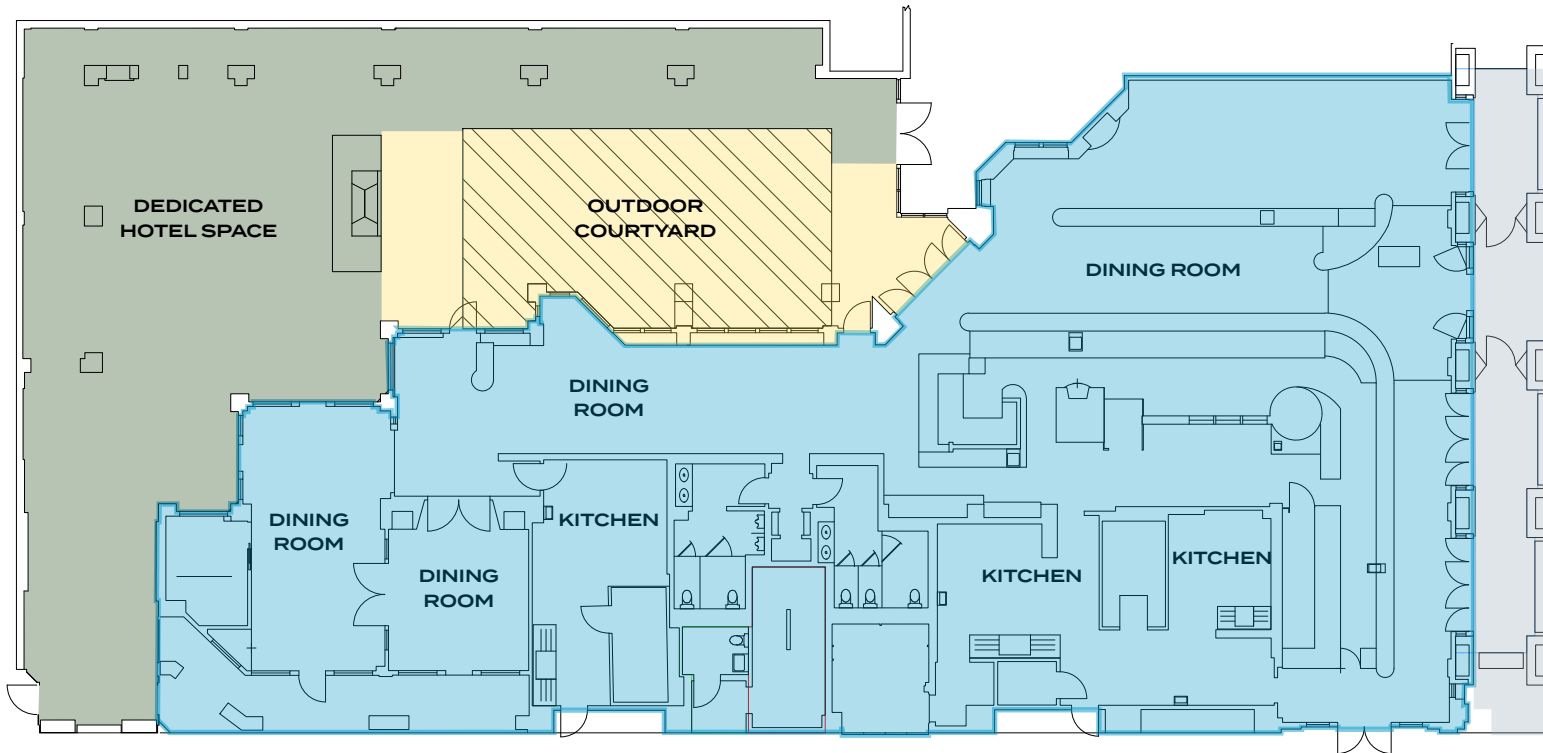 DEDICATED
HOTEL SPACE
OUTDOOR
COURTYARD
DINING ROOM
DINING
ROOM
DINING
ROOM
KITCHEN
DINING
ROOM
KITCHEN
KITCHEN